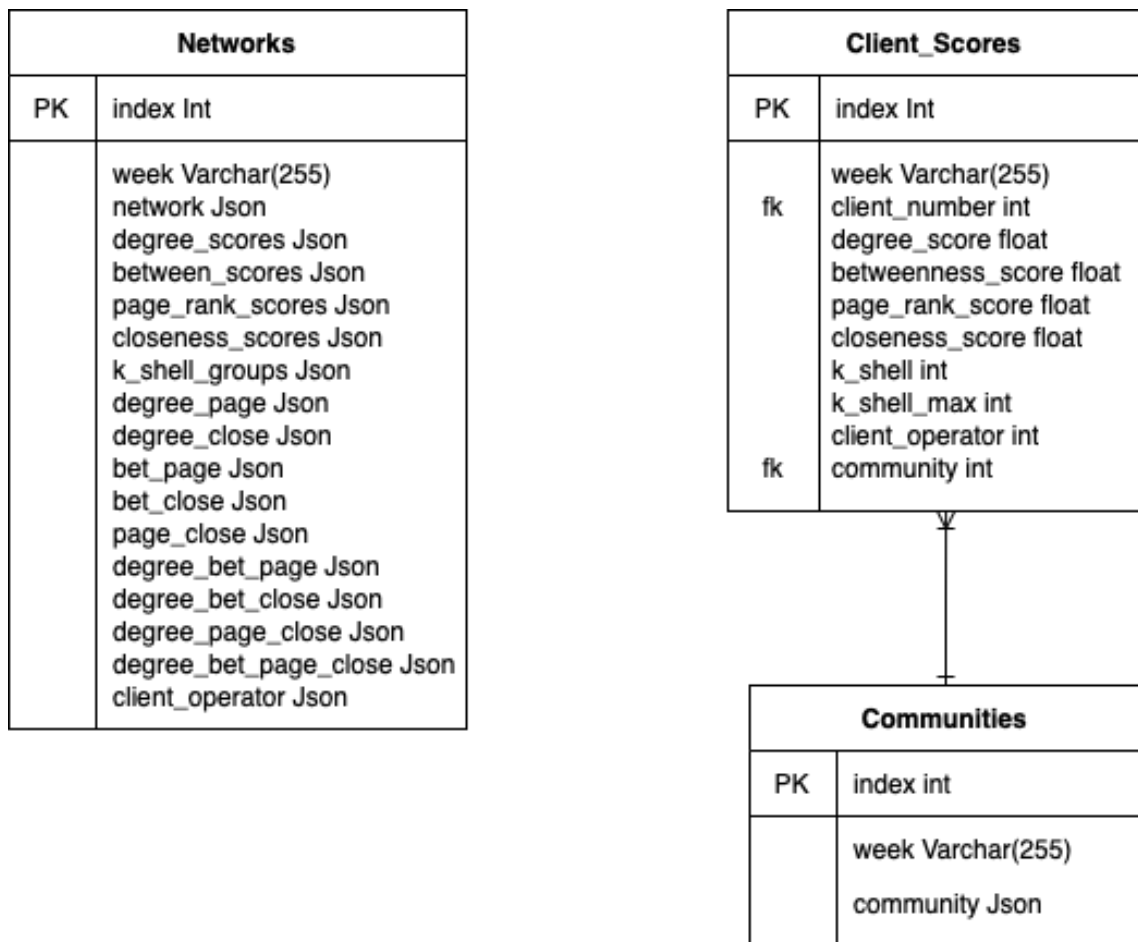 Networks
PK index Int
week Varchar(255)
network Json
degree_scores Json
between_scores Json
page_rank_scores Json
closeness_scores Json
k_shell_groups Json
degree_page Json
degree_close Json
bet_page Json
bet_close Json
page_close Json
degree_bet_page Json
degree_bet_close Json
degree_page_close Json
degree_bet_page_close Json
client_operator Json
Client_Scores
PK index Int
week Varchar(255)
fk client_number int
degree_score float
betweenness_score float
page_rank_score float
closeness_score float
k_shell int
k_shell_max int
client_operator int
fk community int
Communities
PK index int
week Varchar(255)
community Json